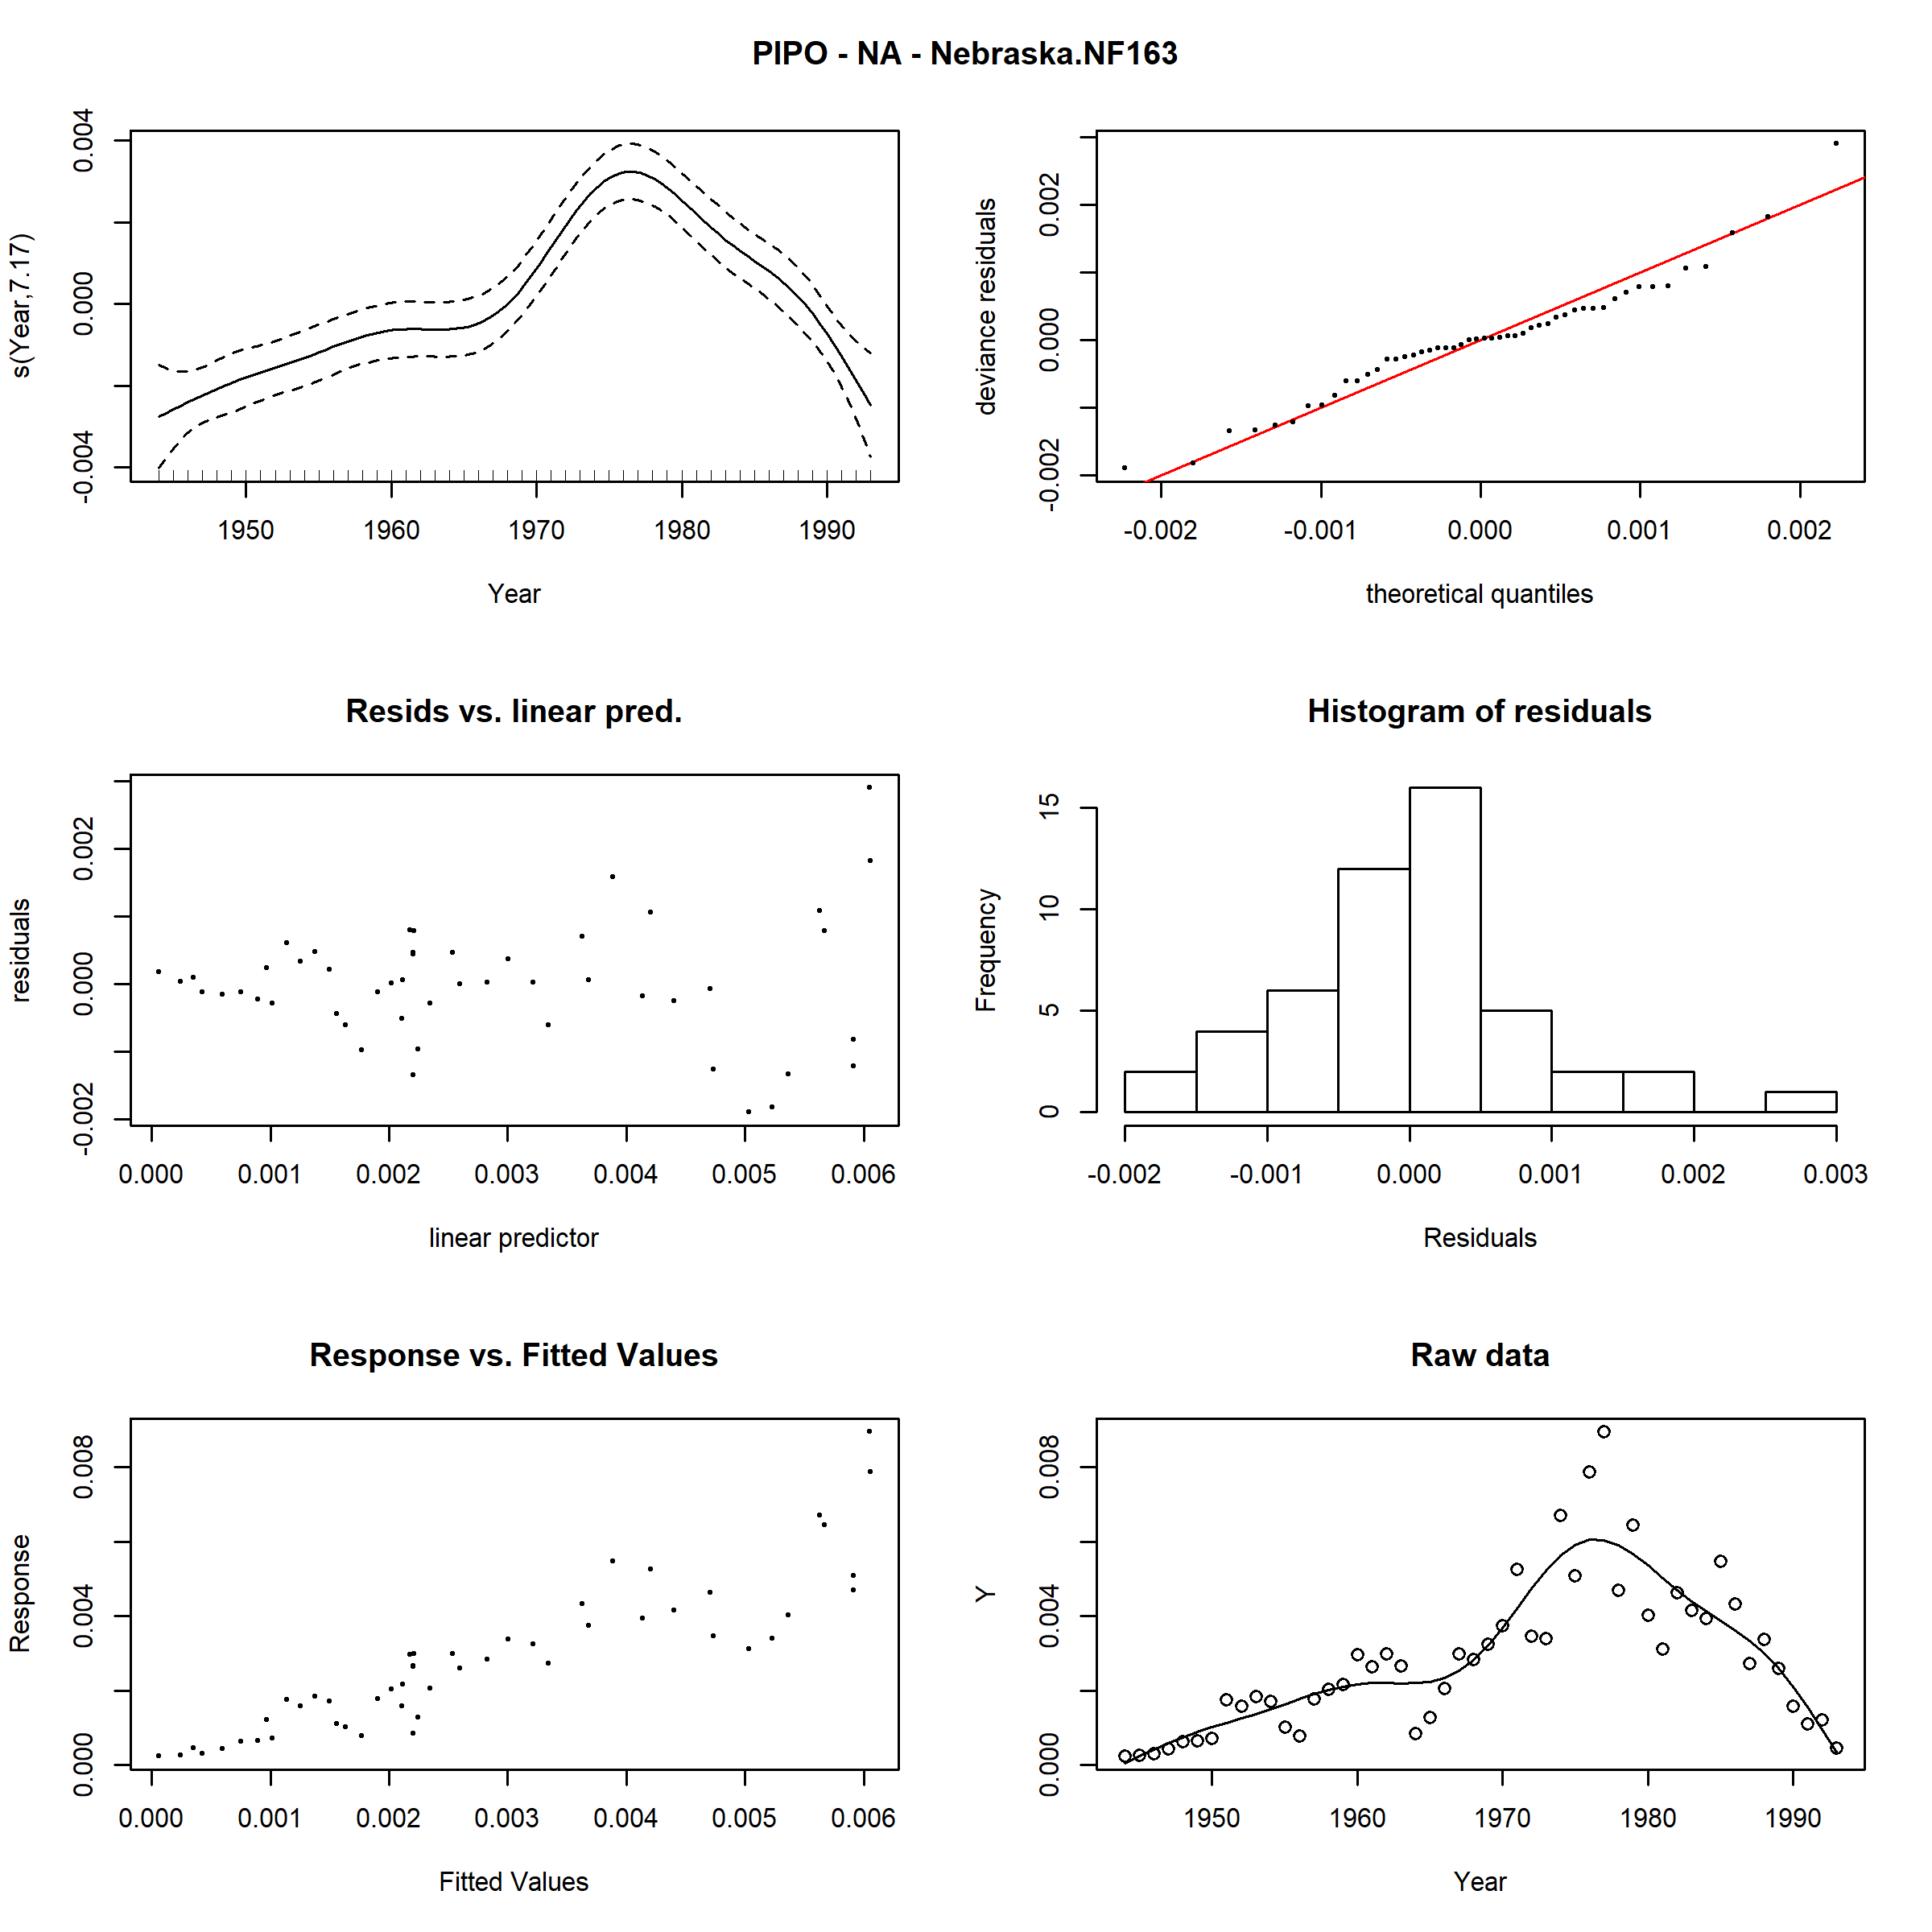 PIPO - NA - Nebraska.NF163
s(Year,7.17)
-0.004 0.000 0.004
1950 1960 1970 1980 1990
Year
deviance residuals
-0.002 0.000 0.002
-0.002 -0.001 0.000 0.001 0.002
theoretical quantiles
Resids vs. linear pred.
residuals
-0.002 0.000 0.002
0.000 0.001 0.002 0.003 0.004 0.005 0.006
linear predictor
Histogram of residuals
Frequency
0 5 10 15
-0.002 -0.001 0.000 0.001 0.002 0.003
Residuals
Response vs. Fitted Values
Response
0.000 0.004 0.008
0.000 0.001 0.002 0.003 0.004 0.005 0.006
Fitted Values
Raw data
Y
0.000 0.004 0.008
1950 1960 1970 1980 1990
Year